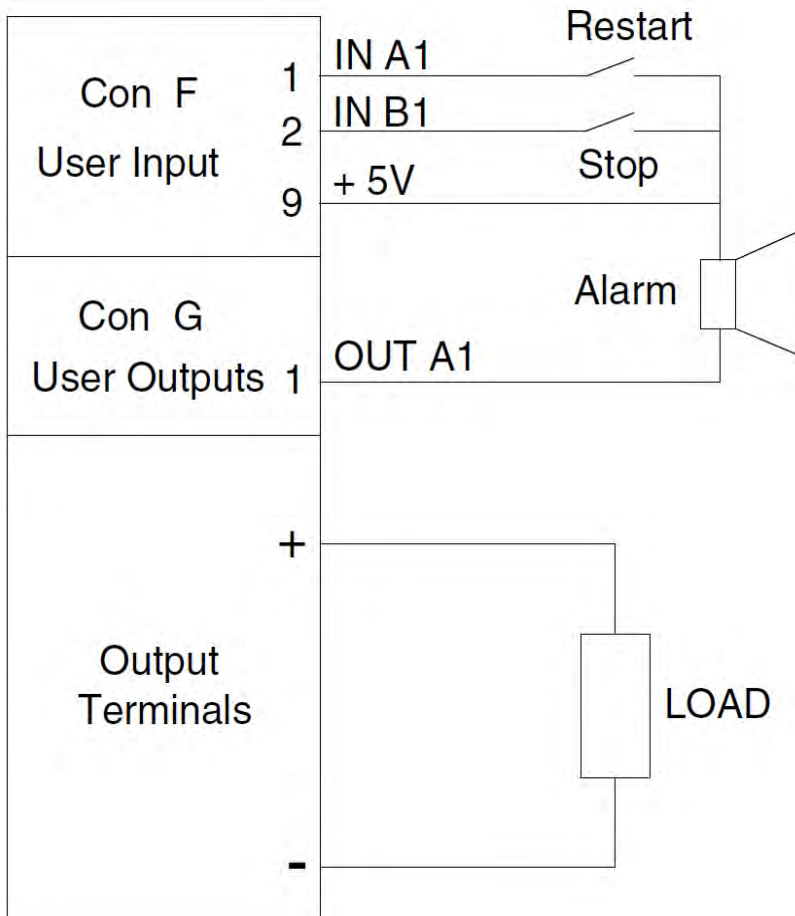 Restart
Con F
1
IN A1
User Input
2
IN B1
Stop
9
+ 5V
Alarm
Con G
User Outputs 1
OUT A1
+
Output
Terminals
LOAD
-